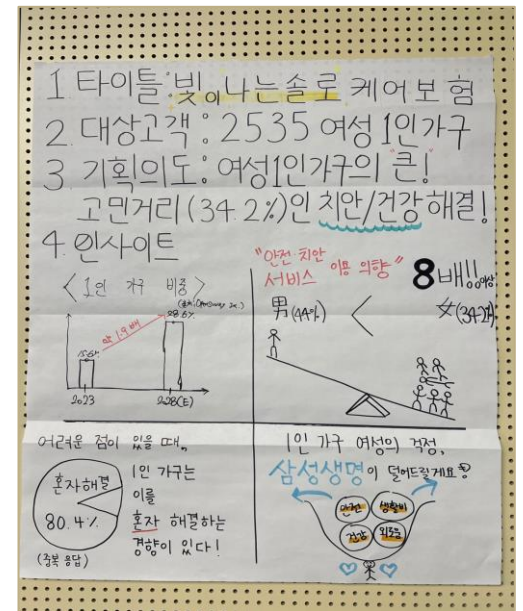 1. 타이틀: 빛이나는솔로 케어보험
2. 대상고객 : 2535 여성 1인가구
3. 기획의도 : 여성1인가구의 "큰!"
고민거리(34.2%)인 치안/건강 해결!
4. 인사이트
<1인 가구 비중>
약 1.9배
15.6%
28.6%
2023
2028(E)
"안전·치안
서비스 이용 의향"
8배!!이상
男(4.4%) < 女(34.2%)
어려운 점이 있을 때,
혼자해결
80.4%
(중복 응답)
1인 가구는
이를
혼자 해결하는
경향이 있다!
1인 가구 여성의 걱정,
삼성생명이 덜어드릴게요?
안전
생활비
건강
외로움